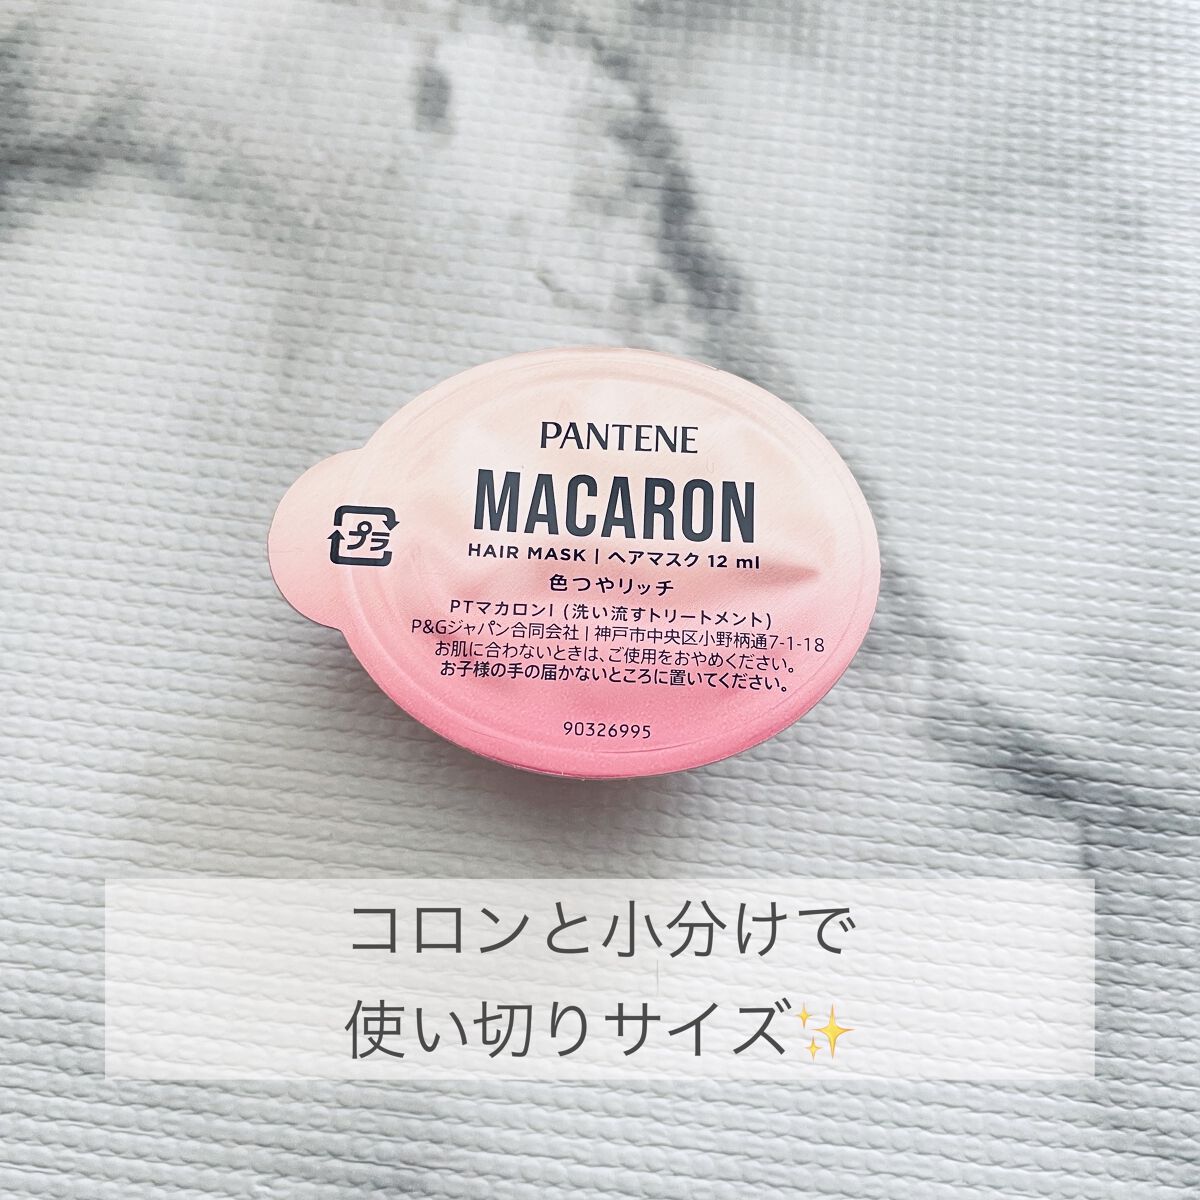 PANTENE
MACARON
HAIR MASK | ヘアマスク 12 ml
プラ
色つやリッチ
PTマカロンI (洗い流すトリートメント)
P&Gジャパン合同会社 | 神戸市中央区小野柄通7-1-18
お肌に合わないときは、ご使用をおやめください。
お子様の手の届かないところに置いてください。
90326995
コロンと小分けで
使い切りサイズ✨